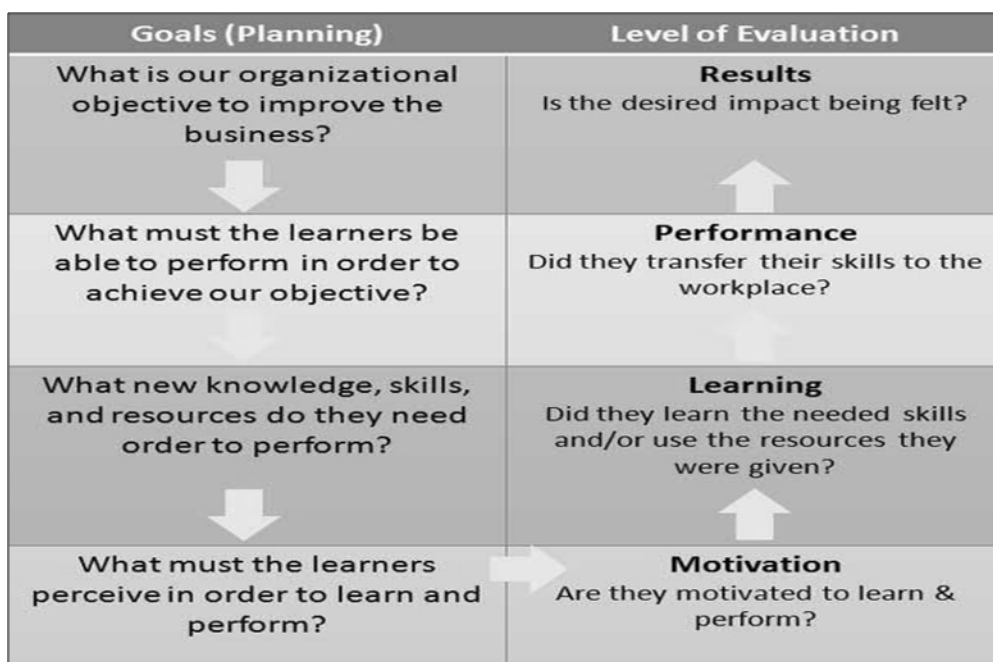 Goals (Planning)
Level of Evaluation
What is our organizational
objective to improve the
business?
Results
Is the desired impact being felt?
What must the learners be
able to perform in order to
achieve our objective?
Performance
Did they transfer their skills to the
workplace?
What new knowledge, skills,
and resources do they need
order to perform?
Learning
Did they learn the needed skills
and/or use the resources they
were given?
What must the learners
perceive in order to learn and
perform?
Motivation
Are they motivated to learn &
perform?